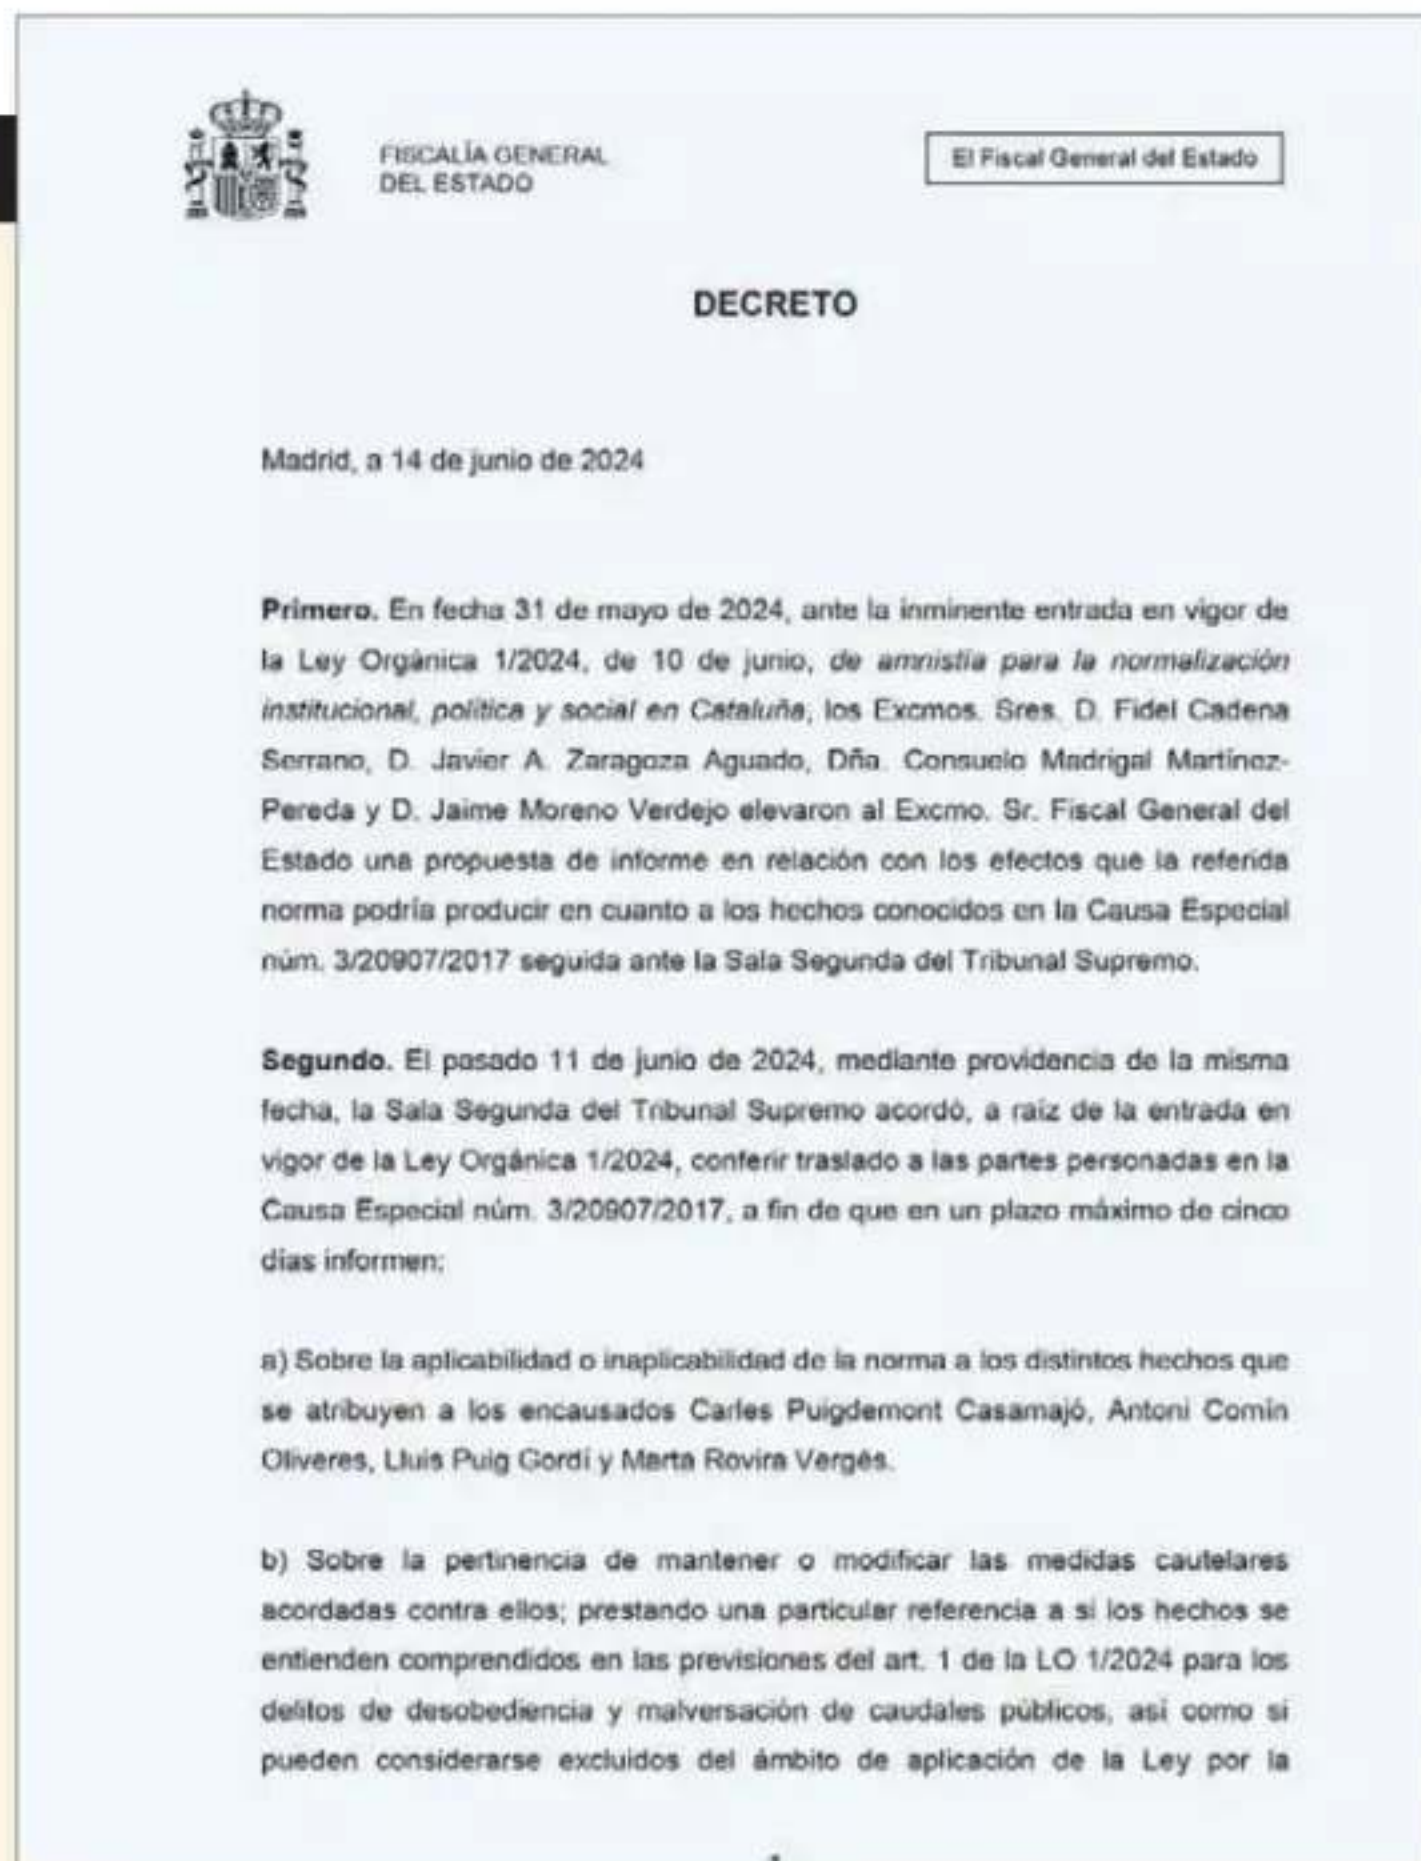 FISCALÍA GENERAL
DEL ESTADO
El Fiscal General del Estado
DECRETO
Madrid, a 14 de junio de 2024
Primero. En fecha 31 de mayo de 2024, ante la inminente entrada en vigor de
la Ley Orgánica 1/2024, de 10 de junio, de amnistía para la normalización
institucional, política y social en Cataluña, los Excmos. Sres. D. Fidel Cadena
Serrano, D. Javier A. Zaragoza Aguado, Dña. Consuelo Madrigal Martínez-
Pereda y D. Jaime Moreno Verdejo elevaron al Excmo. Sr. Fiscal General del
Estado una propuesta de informe en relación con los efectos que la referida
norma podría producir en cuanto a los hechos conocidos en la Causa Especial
núm. 3/20907/2017 seguida ante la Sala Segunda del Tribunal Supremo.
Segundo. El pasado 11 de junio de 2024, mediante providencia de la misma
fecha, la Sala Segunda del Tribunal Supremo acordó, a raíz de la entrada en
vigor de la Ley Orgánica 1/2024, conferir traslado a las partes personadas en la
Causa Especial núm. 3/20907/2017, a fin de que en un plazo máximo de cinco
días informen:
a) Sobre la aplicabilidad o inaplicabilidad de la norma a los distintos hechos que
se atribuyen a los encausados Carles Puigdemont Casamajó, Antoni Comín
Oliveres, Lluis Puig Gordí y Marta Rovira Vergés.
b) Sobre la pertinencia de mantener o modificar las medidas cautelares
acordadas contra ellos; prestando una particular referencia a si los hechos se
entienden comprendidos en las previsiones del art. 1 de la LO 1/2024 para los
delitos de desobediencia y malversación de caudales públicos, así como si
pueden considerarse excluidos del ámbito de aplicación de la Ley por la